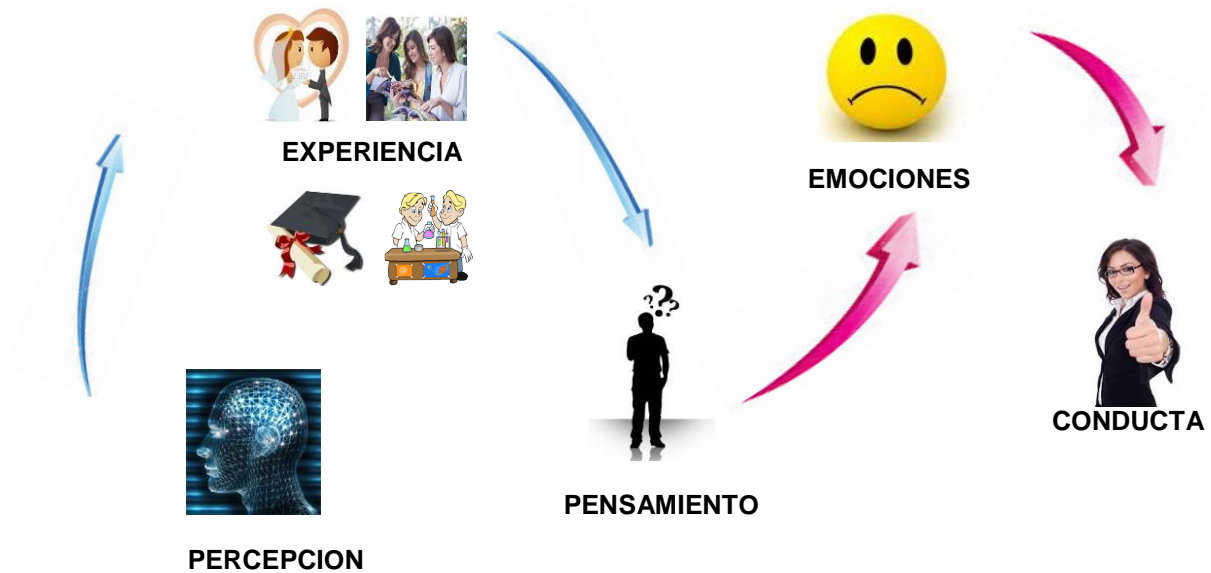 EXPERIENCIA
EMOCIONES
CONDUCTA
PENSAMIENTO
PERCEPCION